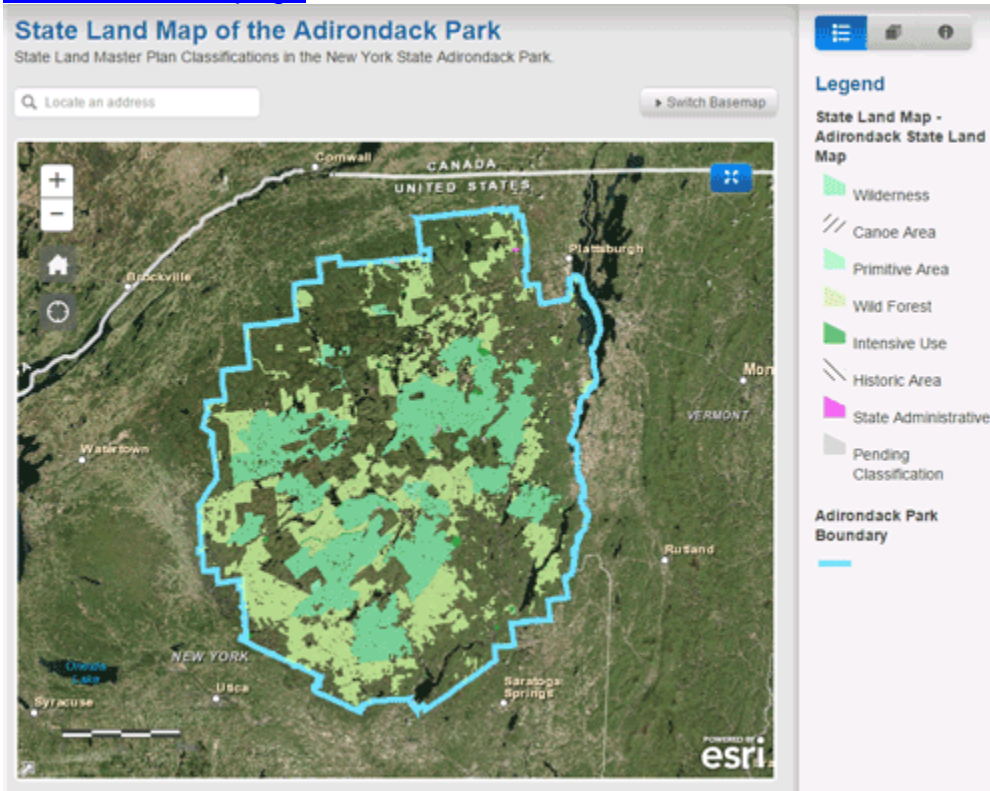 State Land Map of the Adirondack Park
State Land Master Plan Classifications in the New York State Adirondack Park.
Locate an address
Switch Basemap
Cornwall
CANADA
UNITED STATES
Plattsburgh
Brockville
Mon
VERMONT
Watertown
Rutland
NEW YORK
Oneida
Lake
Utica
Saratoga
Springs
Syracuse
POWERED BY
esri
Legend
State Land Map -
Adirondack State Land
Map
Wilderness
Canoe Area
Primitive Area
Wild Forest
Intensive Use
Historic Area
State Administrative
Pending
Classification
Adirondack Park
Boundary